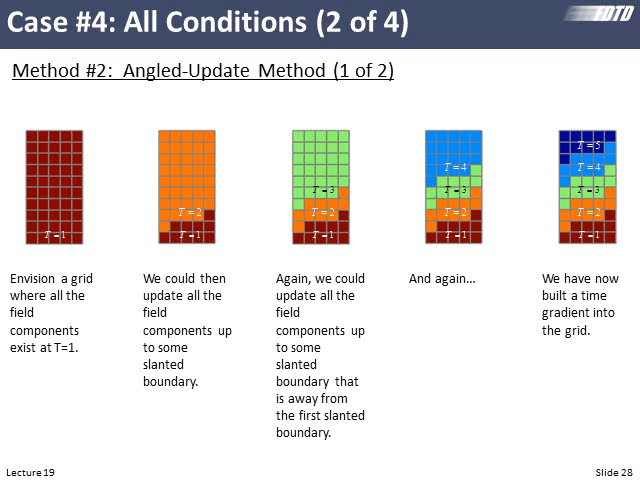 Case #4: All Conditions (2 of 4)
FDTD
Method #2: Angled-Update Method (1 of 2)
T = 1
T = 2
T = 1
T = 3
T = 2
T = 1
T = 4
T = 3
T = 2
T = 1
T = 5
T = 4
T = 3
T = 2
T = 1
Envision a grid
where all the
field
components
exist at T=1.
We could then
update all the
field
components up
to some
slanted
boundary.
Again, we could
update all the
field
components up
to some
slanted
boundary that
is away from
the first slanted
boundary.
And again…
We have now
built a time
gradient into
the grid.
Lecture 19
Slide 28